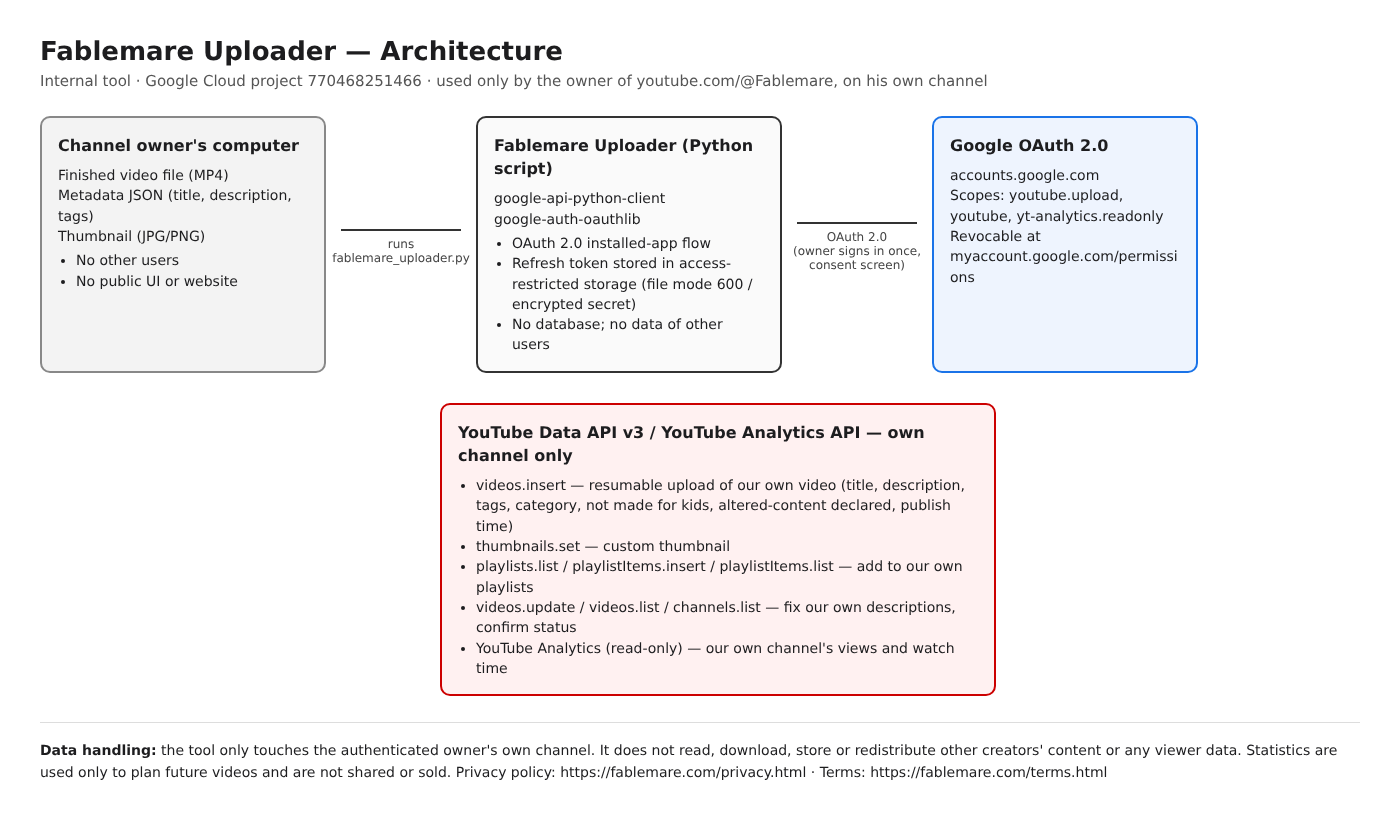 Fablemare Uploader — Architecture
Internal tool · Google Cloud project 770468251466 · used only by the owner of youtube.com/@Fablemare, on his own channel
Channel owner's computer
Finished video file (MP4)
Metadata JSON (title, description,
tags)
Thumbnail (JPG/PNG)
• No other users
• No public UI or website
runs
fablemare_uploader.py
Fablemare Uploader (Python
script)
google-api-python-client
google-auth-oauthlib
• OAuth 2.0 installed-app flow
• Refresh token stored in access-
restricted storage (file mode 600 /
encrypted secret)
• No database; no data of other
users
OAuth 2.0
(owner signs in once,
consent screen)
Google OAuth 2.0
accounts.google.com
Scopes: youtube.upload,
youtube, yt-analytics.readonly
Revocable at
myaccount.google.com/permissi
ons
YouTube Data API v3 / YouTube Analytics API — own
channel only
• videos.insert — resumable upload of our own video (title, description,
tags, category, not made for kids, altered-content declared, publish
time)
• thumbnails.set — custom thumbnail
• playlists.list / playlistItems.insert / playlistItems.list — add to our own
playlists
• videos.update / videos.list / channels.list — fix our own descriptions,
confirm status
• YouTube Analytics (read-only) — our own channel's views and watch
time
Data handling: the tool only touches the authenticated owner's own channel. It does not read, download, store or redistribute other creators' content or any viewer data. Statistics are
used only to plan future videos and are not shared or sold. Privacy policy: https://fablemare.com/privacy.html · Terms: https://fablemare.com/terms.html